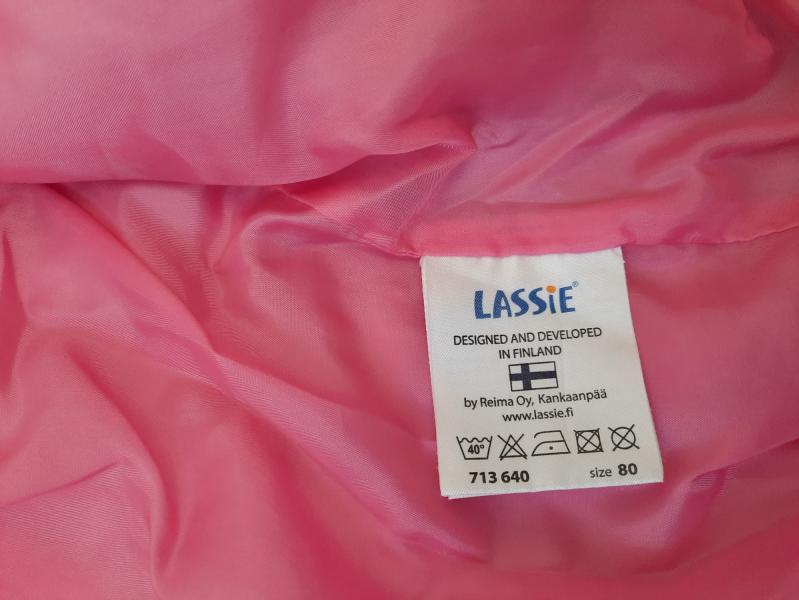 LASSiE®
DESIGNED AND DEVELOPED
IN FINLAND
by Reima Oy, Kankaanpää
www.lassie.fi
40°
713 640 size 80